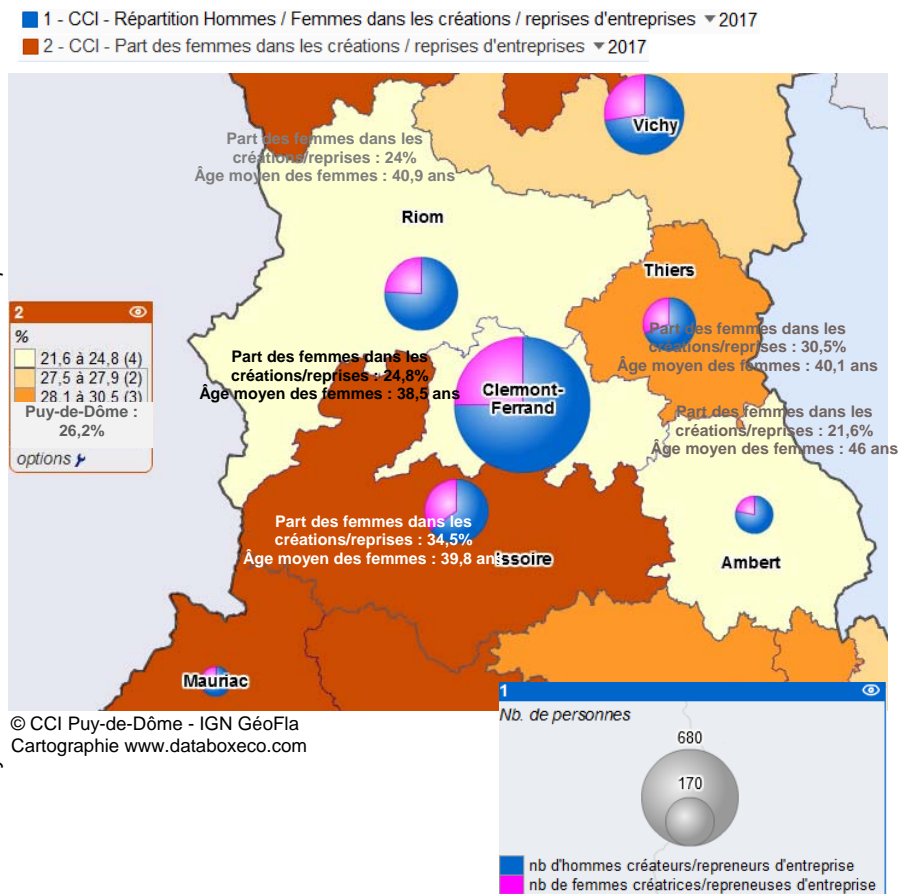 1 - CCI - Répartition Hommes / Femmes dans les créations / reprises d'entreprises ▼ 2017
2 - CCI - Part des femmes dans les créations / reprises d'entreprises ▼ 2017
Vichy
Part des femmes dans les
créations/reprises : 24%
Âge moyen des femmes : 40,9 ans
Riom
Thiers
Part des femmes dans les
créations/reprises : 30,5%
Âge moyen des femmes : 40,1 ans
2
%
21,6 à 24,8 (4)
27,5 à 27,9 (2)
28,1 à 30,5 (3)
Puy-de-Dôme :
26,2%
options
Part des femmes dans les
créations/reprises : 24,8%
Âge moyen des femmes : 38,5 ans
Clermont-
Ferrand
Part des femmes dans les
créations/reprises : 21,6%
Âge moyen des femmes : 46 ans
Part des femmes dans les
créations/reprises : 34,5%
Âge moyen des femmes : 39,8 ans
Issoire
Ambert
Mauriac
© CCI Puy-de-Dôme - IGN GéoFla
Cartographie www.databoxeco.com
1
Nb. de personnes
680
170
nb d'hommes créateurs/repreneurs d'entreprise
nb de femmes créatrices/repreneuses d'entreprise